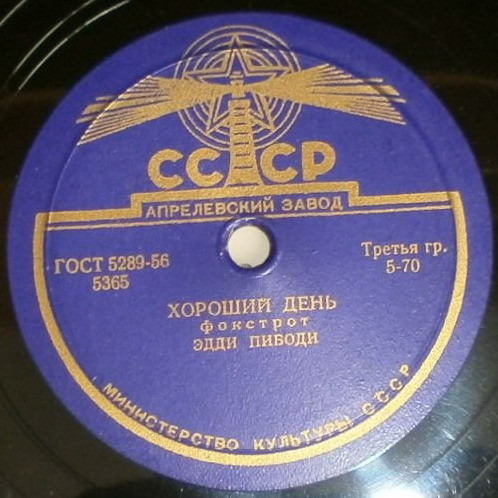 СССР
АПРЕЛЕВСКИЙ ЗАВОД
ГОСТ 5289-56
5365
Третья гр.
5-70
ХОРОШИЙ ДЕНЬ
фокстрот
ЭДДИ ПИБОДИ
МИНИСТЕРСТВО КУЛЬТУРЫ СССР